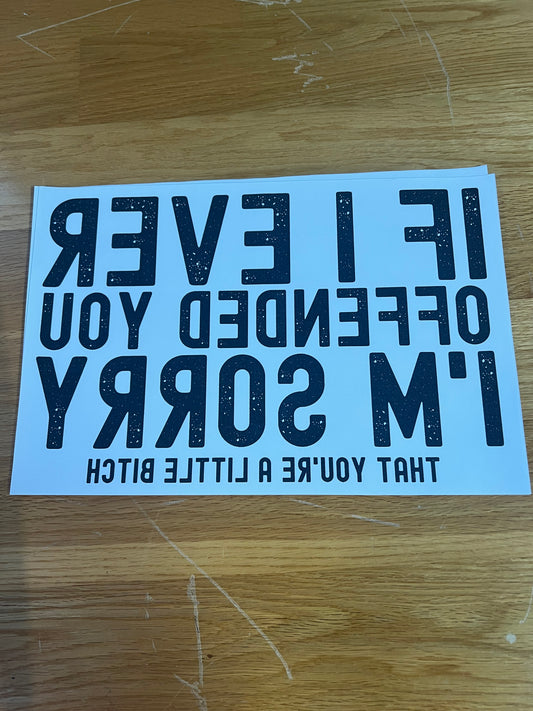 IF I EVER
OFFENDED YOU
I'M SORRY
THAT YOU'RE A LITTLE BITCH